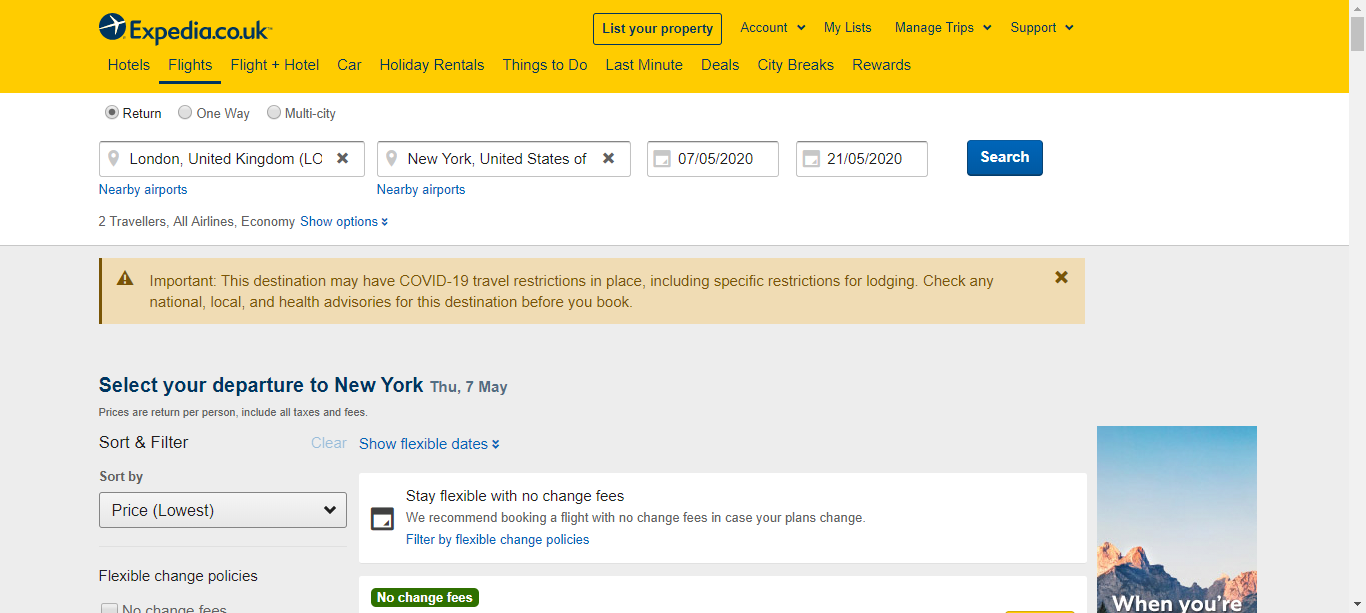 Expedia.co.uk™
List your property
Account
My Lists
Manage Trips
Support
Hotels
Flights
Flight + Hotel
Car
Holiday Rentals
Things to Do
Last Minute
Deals
City Breaks
Rewards
Return
One Way
Multi-city
London, United Kingdom (LO
New York, United States of
07/05/2020
21/05/2020
Search
Nearby airports
Nearby airports
2 Travellers, All Airlines, Economy Show options
Important: This destination may have COVID-19 travel restrictions in place, including specific restrictions for lodging. Check any
national, local, and health advisories for this destination before you book.
Select your departure to New York Thu, 7 May
Prices are return per person, include all taxes and fees.
Sort & Filter
Clear
Show flexible dates
Sort by
Price (Lowest)
Stay flexible with no change fees
We recommend booking a flight with no change fees in case your plans change.
Filter by flexible change policies
Flexible change policies
No change fees
No change fees
When you're